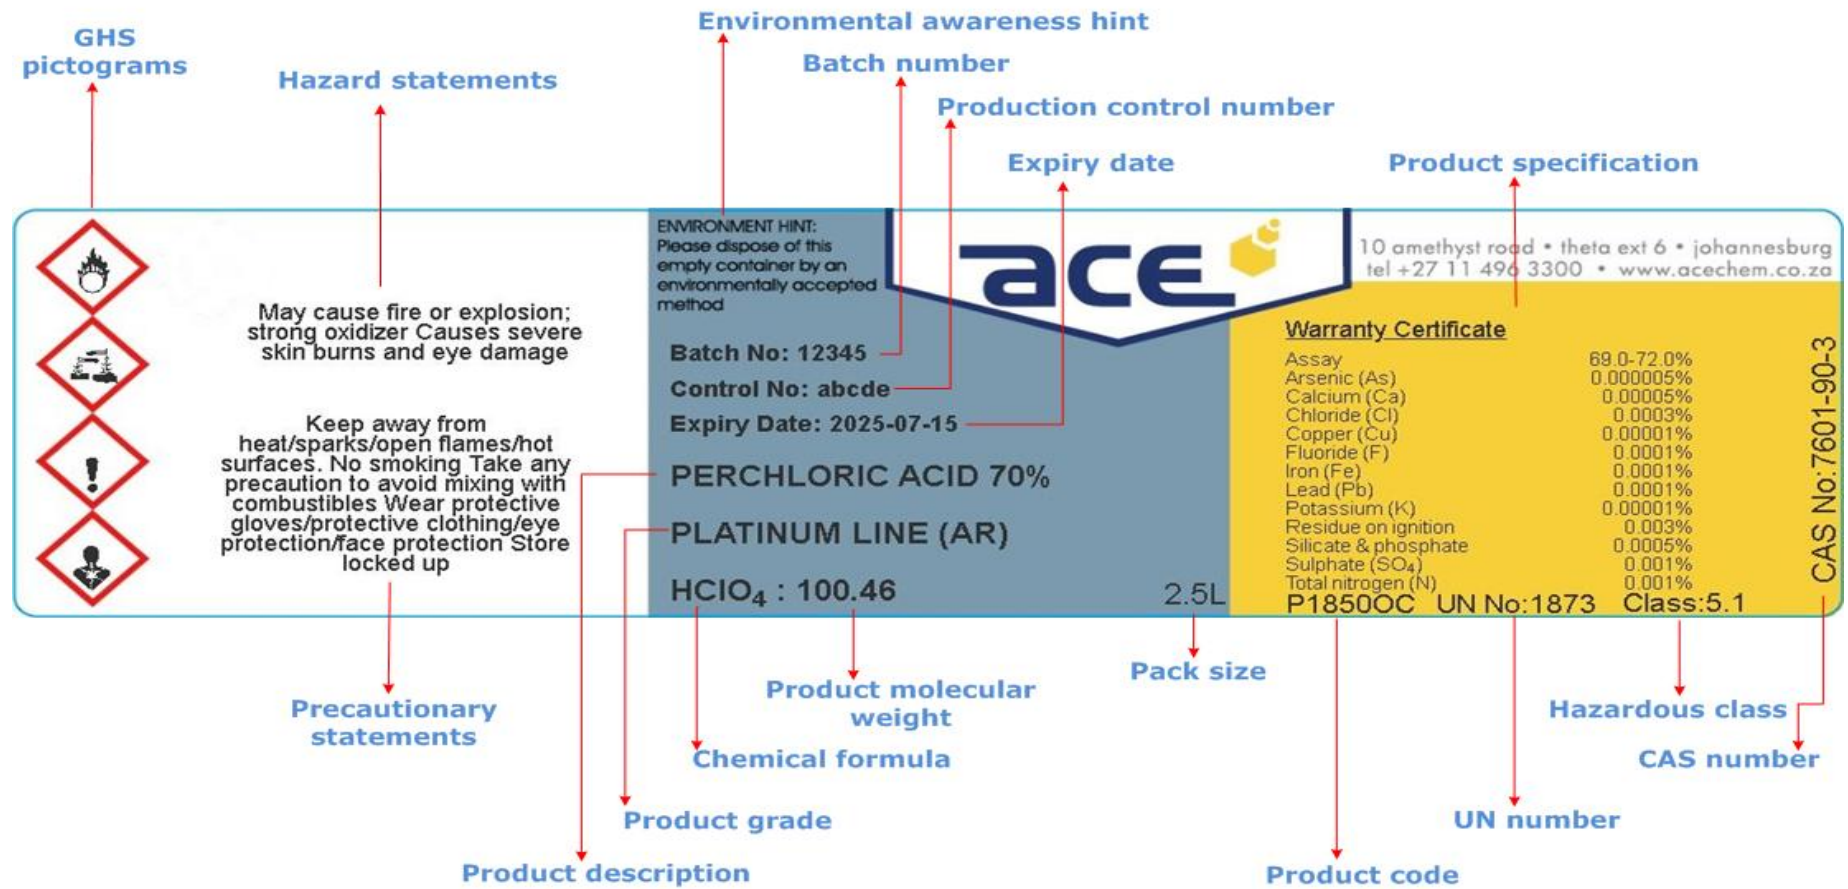 Environmental awareness hint
GHS
pictograms
Batch number
Hazard statements
Production control number
Expiry date
Product specification
May cause fire or explosion;
strong oxidizer Causes severe
skin burns and eye damage
Keep away from
heat/sparks/open flames/hot
surfaces. No smoking Take any
precaution to avoid mixing with
combustibles Wear protective
gloves/protective clothing/eye
protection/face protection Store
locked up
ENVIRONMENT HINT:
Please dispose of this
empty container by an
environmentally accepted
method
Batch No: 12345
Control No: abcde
Expiry Date: 2025-07-15
PERCHLORIC ACID 70%
PLATINUM LINE (AR)
HClO₄ : 100.46
2.5L
ace
10 amethyst road • theta ext 6 • johannesburg
tel +27 11 496 3300 • www.acechem.co.za
Warranty Certificate
Assay 69.0-72.0%
Arsenic (As) 0.000005%
Calcium (Ca) 0.00005%
Chloride (Cl) 0.0003%
Copper (Cu) 0.00001%
Fluoride (F) 0.0001%
Iron (Fe) 0.0001%
Lead (Pb) 0.0001%
Potassium (K) 0.00001%
Residue on ignition 0.003%
Silicate & phosphate 0.0005%
Sulphate (SO₄) 0.001%
Total nitrogen (N) 0.001%
P1850OC UN No:1873 Class:5.1
CAS No:7601-90-3
Pack size
Product molecular
weight
Precautionary
statements
Hazardous class
Chemical formula
CAS number
Product grade
UN number
Product description
Product code